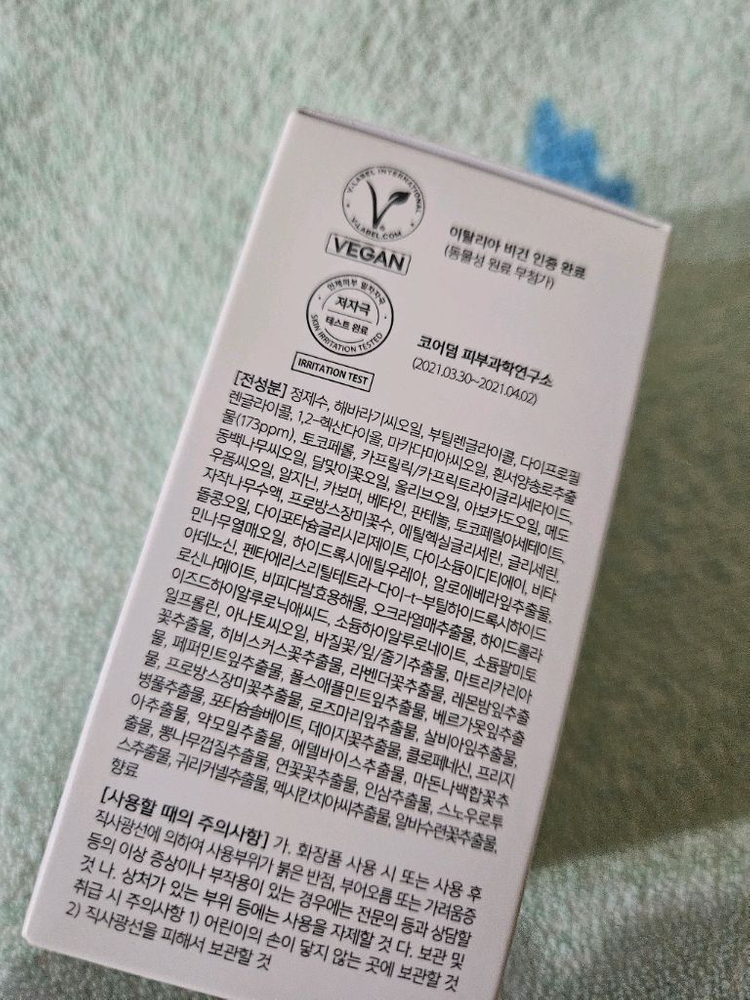 V-LABEL INTERNATIONAL
V-LABEL.COM
VEGAN
이탈리아 비건 인증 완료
(동물성 원료 무첨가)
인체피부 일차자극
저자극
테스트 완료
SKIN IRRITATION TESTED
IRRITATION TEST
코어덤 피부과학연구소
(2021.03.30~2021.04.02)
[전성분] 정제수, 해바라기씨오일, 부틸렌글라이콜, 다이프로필
렌글라이콜, 1,2-헥산다이올, 마카다미아씨오일, 흰서양송로추출
물(173ppm), 토코페롤, 카프릴릭/카프릭트라이글리세라이드,
동백나무씨오일, 달맞이꽃오일, 올리브오일, 아보카도오일, 메도
우폼씨오일, 알지닌, 카보머, 베타인, 판테놀, 토코페릴아세테이트,
자작나무수액, 프로방스장미꽃수, 에틸헥실글리세린, 글리세린,
돌콩오일, 다이포타슘글리시리제이트, 다이소듐이디티에이, 비타
민나무열매오일, 하이드록시에틸우레아, 알로에베라잎추출물,
아데노신, 펜타에리스리틸테트라-다이-t-부틸하이드록시하이드
로신나메이트, 비피다발효용해물, 오크라열매추출물, 하이드롤라
이즈드하이알루로닉애씨드, 소듐하이알루로네이트, 소듐팔미토
일프롤린, 아나토씨오일, 바질꽃/잎/줄기추출물, 마트리카리아
꽃추출물, 히비스커스꽃추출물, 라벤더꽃추출물, 레몬밤잎추출
물, 페퍼민트잎추출물, 폴스애플민트잎추출물, 베르가못잎추출
물, 프로방스장미꽃추출물, 로즈마리잎추출물, 살비아잎추출물,
병풀추출물, 포타슘솔베이트, 데이지꽃추출물, 클로페네신, 프리지
아추출물, 약모밀추출물, 에델바이스추출물, 마돈나백합꽃추
출물, 뽕나무껍질추출물, 연꽃꽃추출물, 인삼추출물, 스노우로투
스추출물, 귀리커넬추출물, 멕시칸치아씨추출물, 알바수련꽃추출물,
향료
[사용할 때의 주의사항] 가. 화장품 사용 시 또는 사용 후
직사광선에 의하여 사용부위가 붉은 반점, 부어오름 또는 가려움증
등의 이상 증상이나 부작용이 있는 경우에는 전문의 등과 상담할
것 나. 상처가 있는 부위 등에는 사용을 자제할 것 다. 보관 및
취급 시 주의사항 1) 어린이의 손이 닿지 않는 곳에 보관할 것
2) 직사광선을 피해서 보관할 것